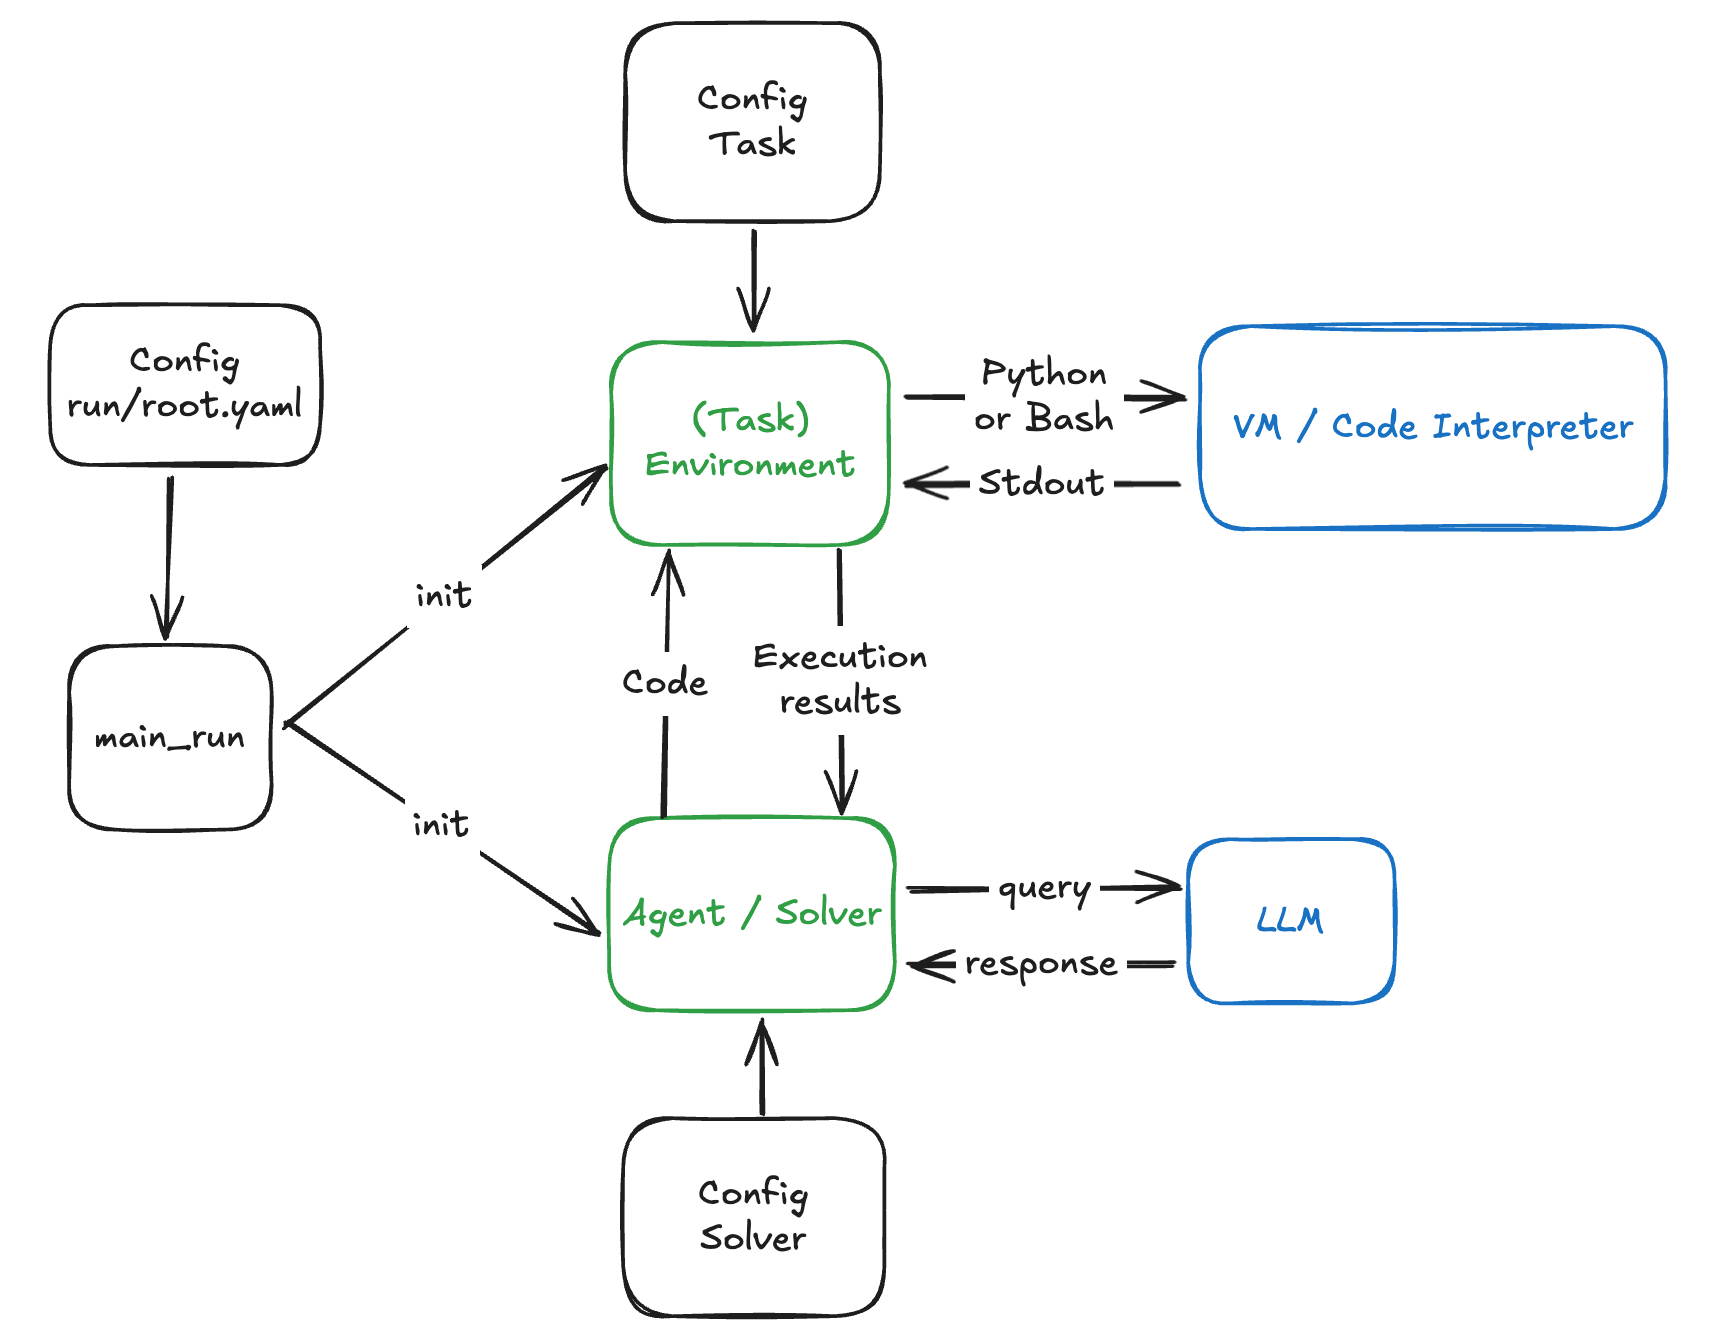 Config
Task
Config
run/root.yaml
(Task)
Environment
Python
or Bash
Stdout
VM / Code Interpreter
init
Code
Execution
results
main_run
init
Agent / Solver
query
response
LLM
Config
Solver